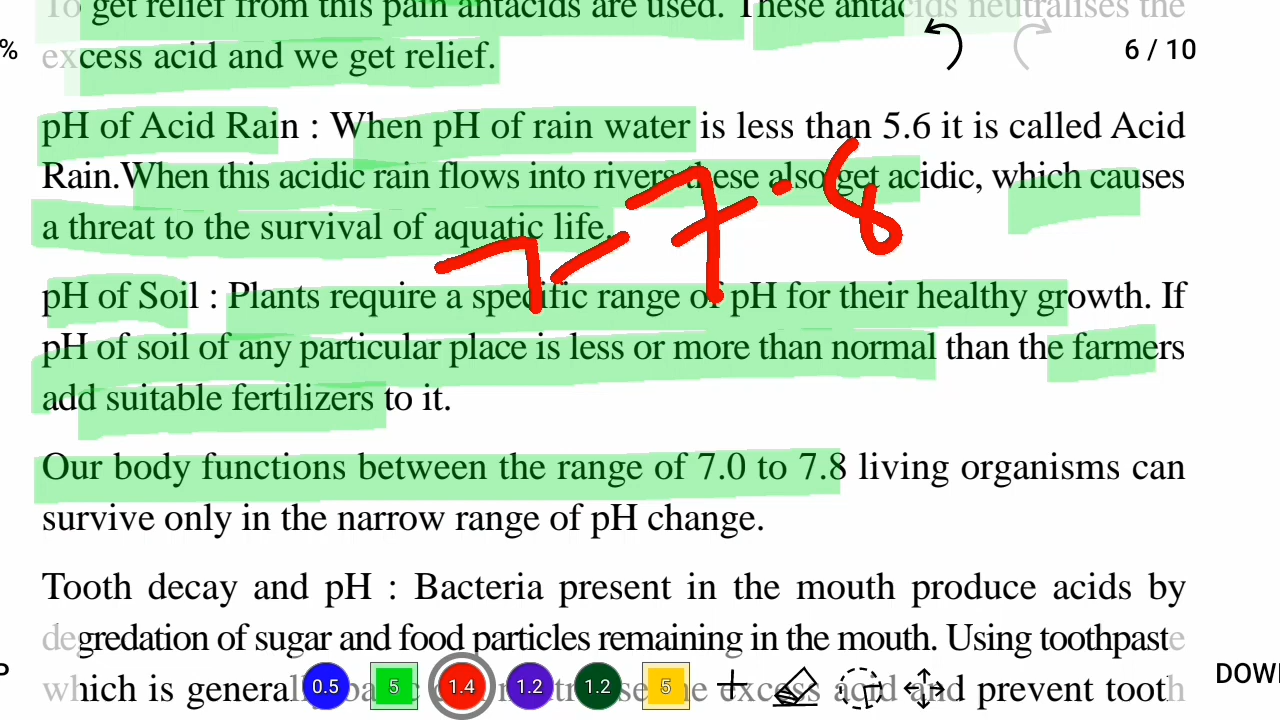 To get relief from this pain antacids are used. These antacids neutralises the
%
excess acid and we get relief.
6 / 10
pH of Acid Rain : When pH of rain water is less than 5.6 it is called Acid
Rain.When this acidic rain flows into rivers these also get acidic, which causes
a threat to the survival of aquatic life.
7-7.8
pH of Soil : Plants require a specific range of pH for their healthy growth. If
pH of soil of any particular place is less or more than normal than the farmers
add suitable fertilizers to it.
Our body functions between the range of 7.0 to 7.8 living organisms can
survive only in the narrow range of pH change.
Tooth decay and pH : Bacteria present in the mouth produce acids by
degredation of sugar and food particles remaining in the mouth. Using toothpaste
which is generally the excess acid and prevent tooth
0.5 5 1.4 1.2 1.2 5